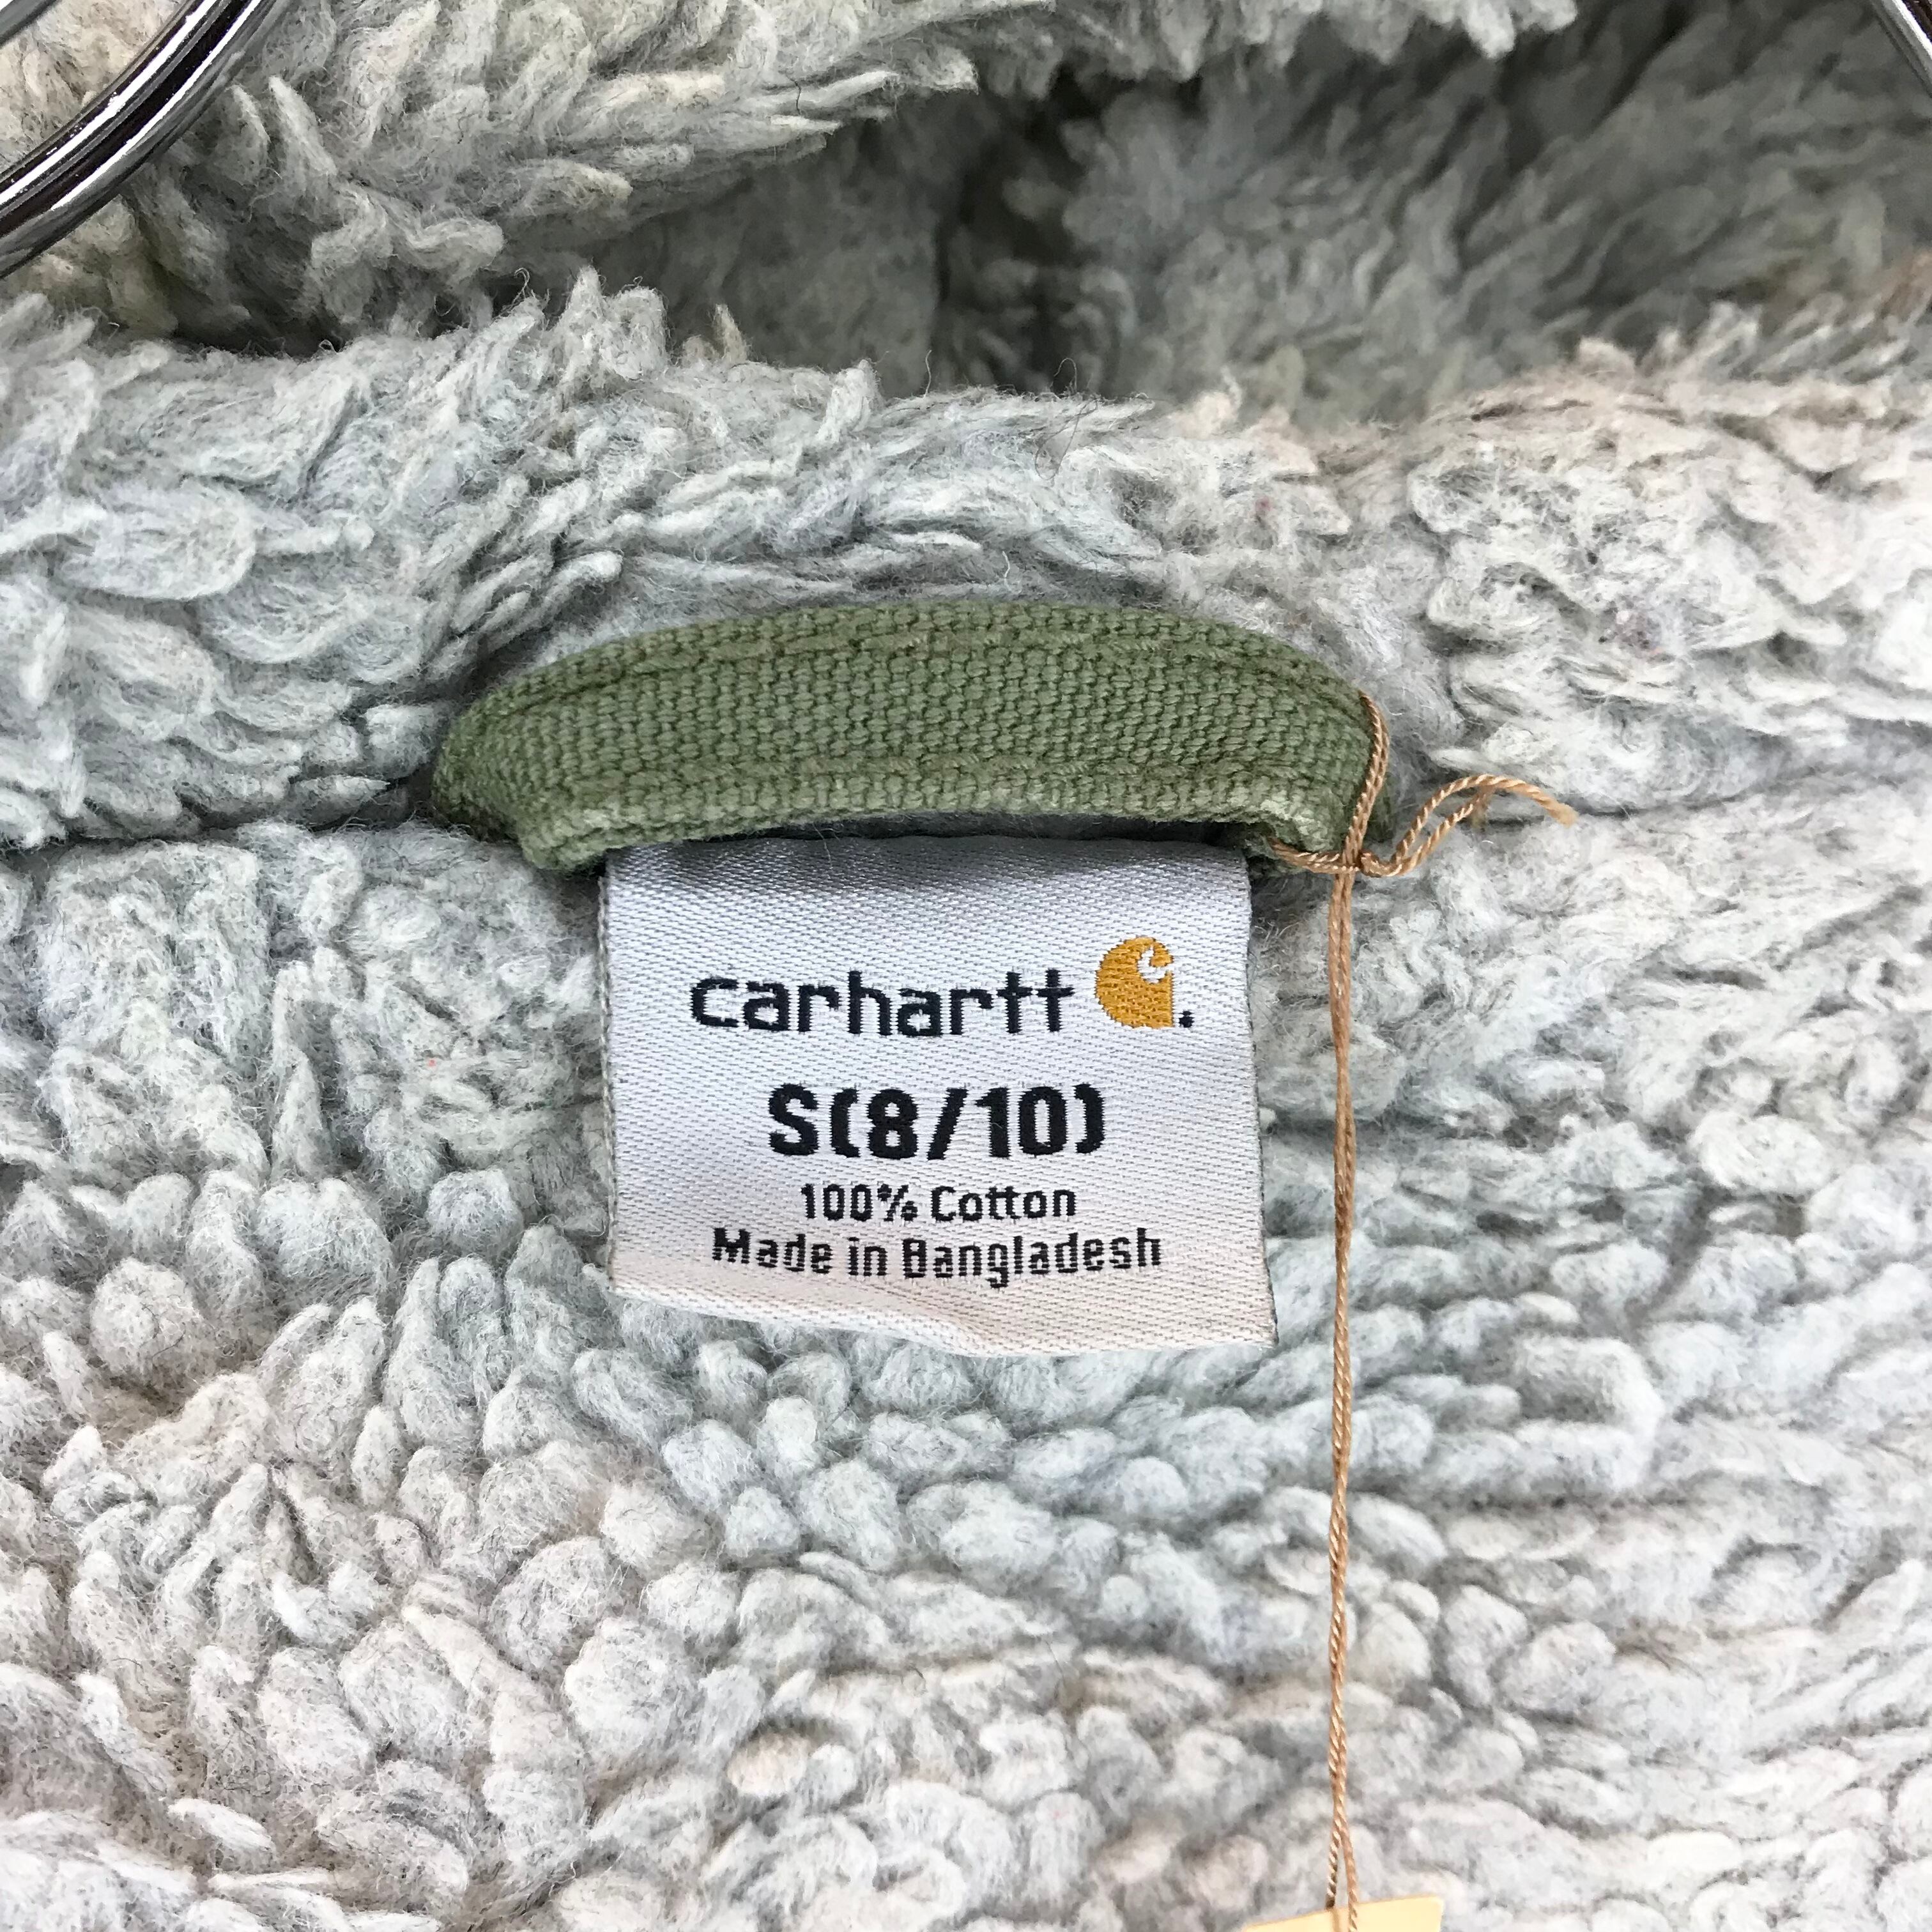 carhartt
S(8/10)
100% Cotton
Made in Bangladesh